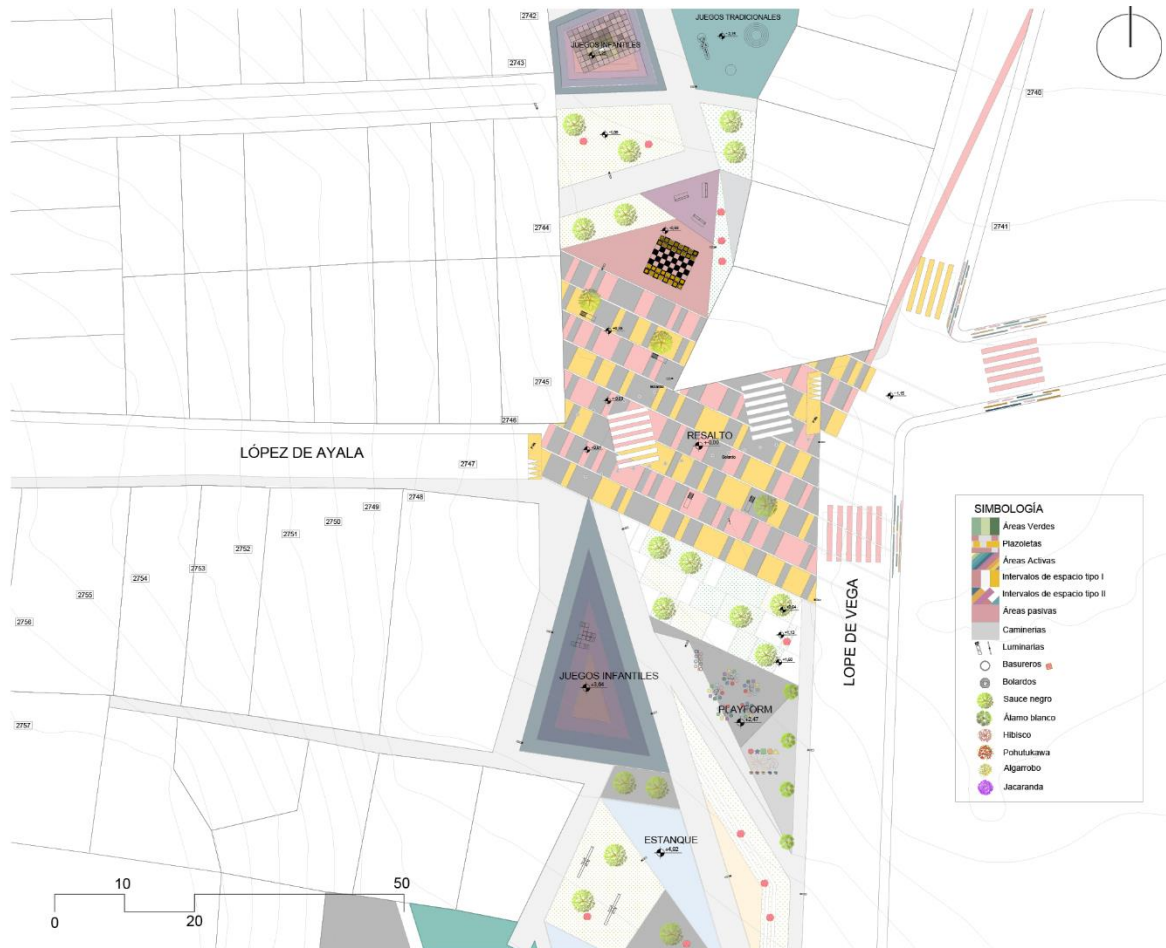 2742
JUEGOS INFANTILES
JUEGOS TRADICIONALES
2743
2740
2744
2741
2745
2746
LÓPEZ DE AYALA
2747
RESALTO
2748
2749
2750
2751
2752
2753
2754
2755
2756
2757
LOPE DE VEGA
JUEGOS INFANTILES
PLAYFORM
+2,47
ESTANQUE
SIMBOLOGÍA
Áreas Verdes
Plazoletas
Áreas Activas
Intervalos de espacio tipo I
Intervalos de espacio tipo II
Áreas pasivas
Caminerias
Luminarias
Basureros
Bolardos
Sauce negro
Álamo blanco
Hibisco
Pohutukawa
Algarrobo
Jacaranda
10
50
0
20